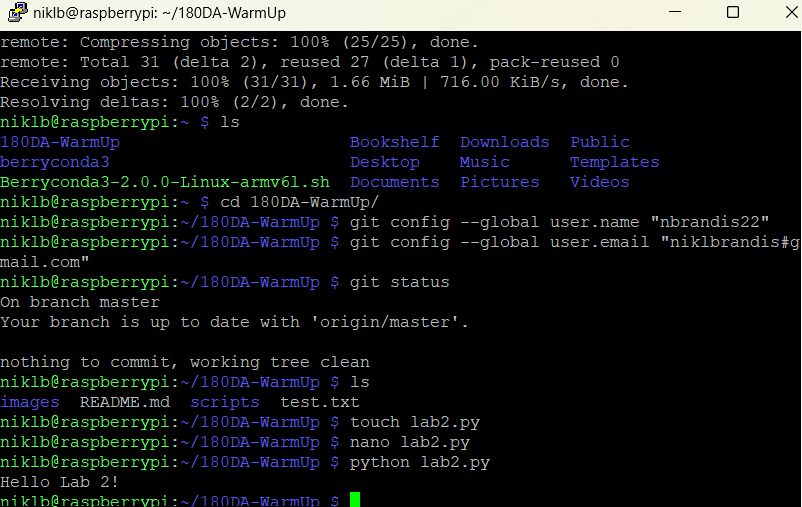 niklb@raspberrypi: ~/180DA-WarmUp
remote: Compressing objects: 100% (25/25), done.
remote: Total 31 (delta 2), reused 27 (delta 1), pack-reused 0
Receiving objects: 100% (31/31), 1.66 MiB | 716.00 KiB/s, done.
Resolving deltas: 100% (2/2), done.
niklb@raspberrypi:~ $ ls
180DA-WarmUp                       Bookshelf  Downloads  Public
berryconda3                        Desktop    Music      Templates
Berryconda3-2.0.0-Linux-armv6l.sh  Documents  Pictures   Videos
niklb@raspberrypi:~ $ cd 180DA-WarmUp/
niklb@raspberrypi:~/180DA-WarmUp $ git config --global user.name "nbrandis22"
niklb@raspberrypi:~/180DA-WarmUp $ git config --global user.email "niklbrandis#g
mail.com"
niklb@raspberrypi:~/180DA-WarmUp $ git status
On branch master
Your branch is up to date with 'origin/master'.
nothing to commit, working tree clean
niklb@raspberrypi:~/180DA-WarmUp $ ls
images  README.md  scripts  test.txt
niklb@raspberrypi:~/180DA-WarmUp $ touch lab2.py
niklb@raspberrypi:~/180DA-WarmUp $ nano lab2.py
niklb@raspberrypi:~/180DA-WarmUp $ python lab2.py
Hello Lab 2!
niklb@raspberrypi:~/180DA-WarmUp $